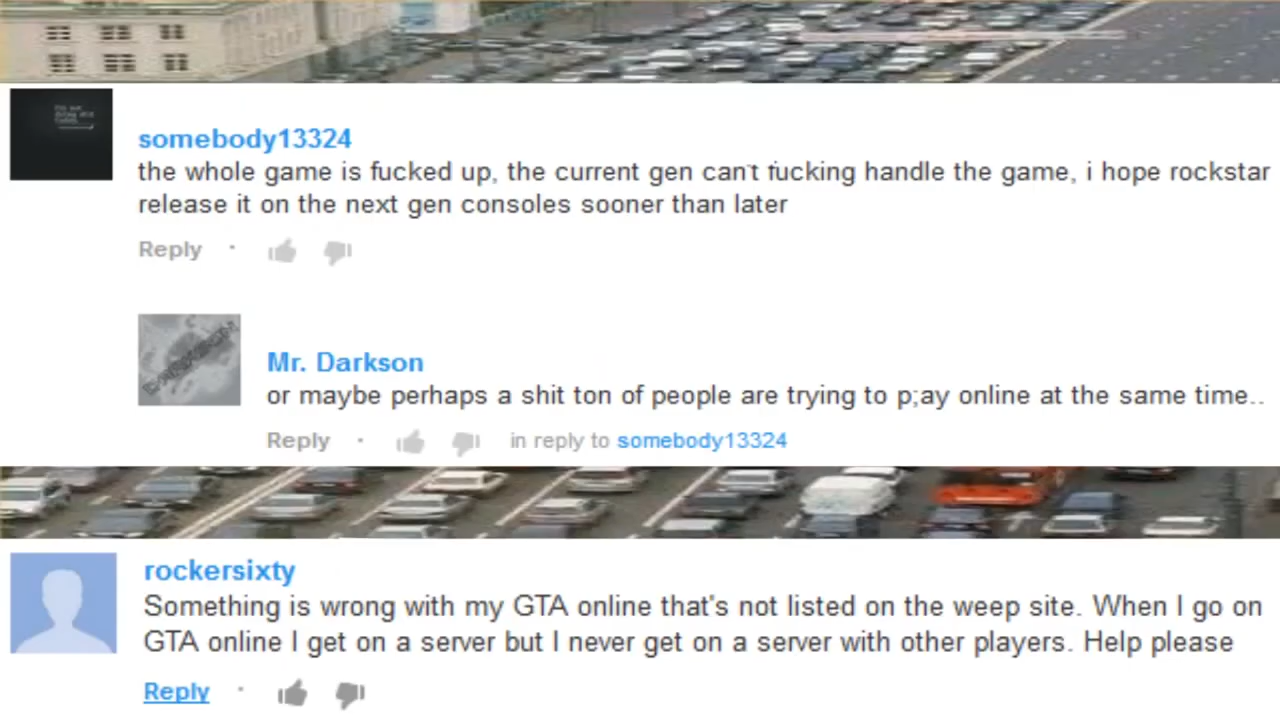 somebody13324
the whole game is fucked up, the current gen can't fucking handle the game, i hope rockstar
release it on the next gen consoles sooner than later
Reply ·
Mr. Darkson
or maybe perhaps a shit ton of people are trying to p;ay online at the same time..
Reply · in reply to somebody13324
rockersixty
Something is wrong with my GTA online that's not listed on the weep site. When I go on
GTA online I get on a server but I never get on a server with other players. Help please
Reply ·